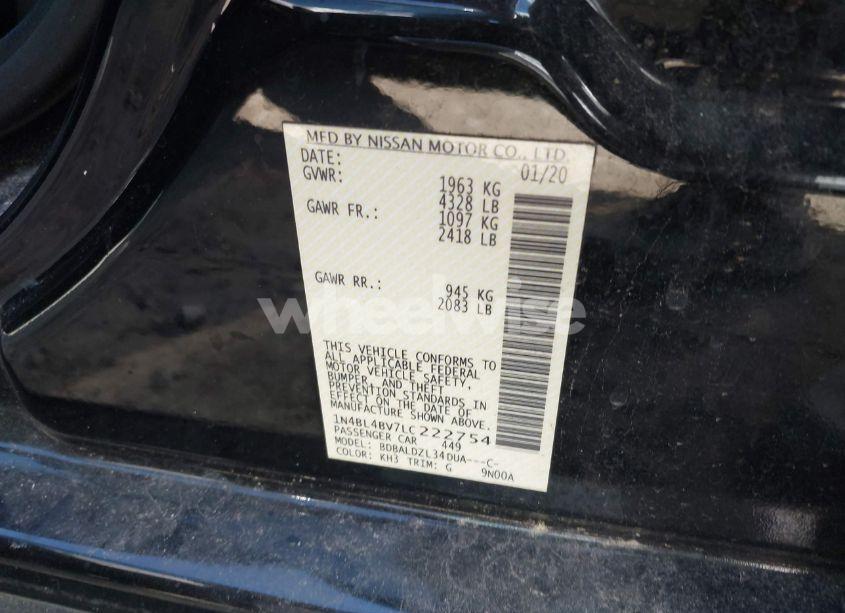 MFD BY NISSAN MOTOR CO., LTD.
DATE: 01/20
GVWR: 1963 KG
4328 LB
GAWR FR.: 1097 KG
2418 LB
GAWR RR.: 945 KG
2083 LB
THIS VEHICLE CONFORMS TO
ALL APPLICABLE FEDERAL
MOTOR VEHICLE SAFETY,
BUMPER, AND THEFT
PREVENTION STANDARDS IN
EFFECT ON THE DATE OF
MANUFACTURE SHOWN ABOVE.
1N4BL4BV7LC222754
PASSENGER CAR 449
MODEL: BDBALDZL34DUA---C-
COLOR: KH3 TRIM: G 9N00A
wheelwise